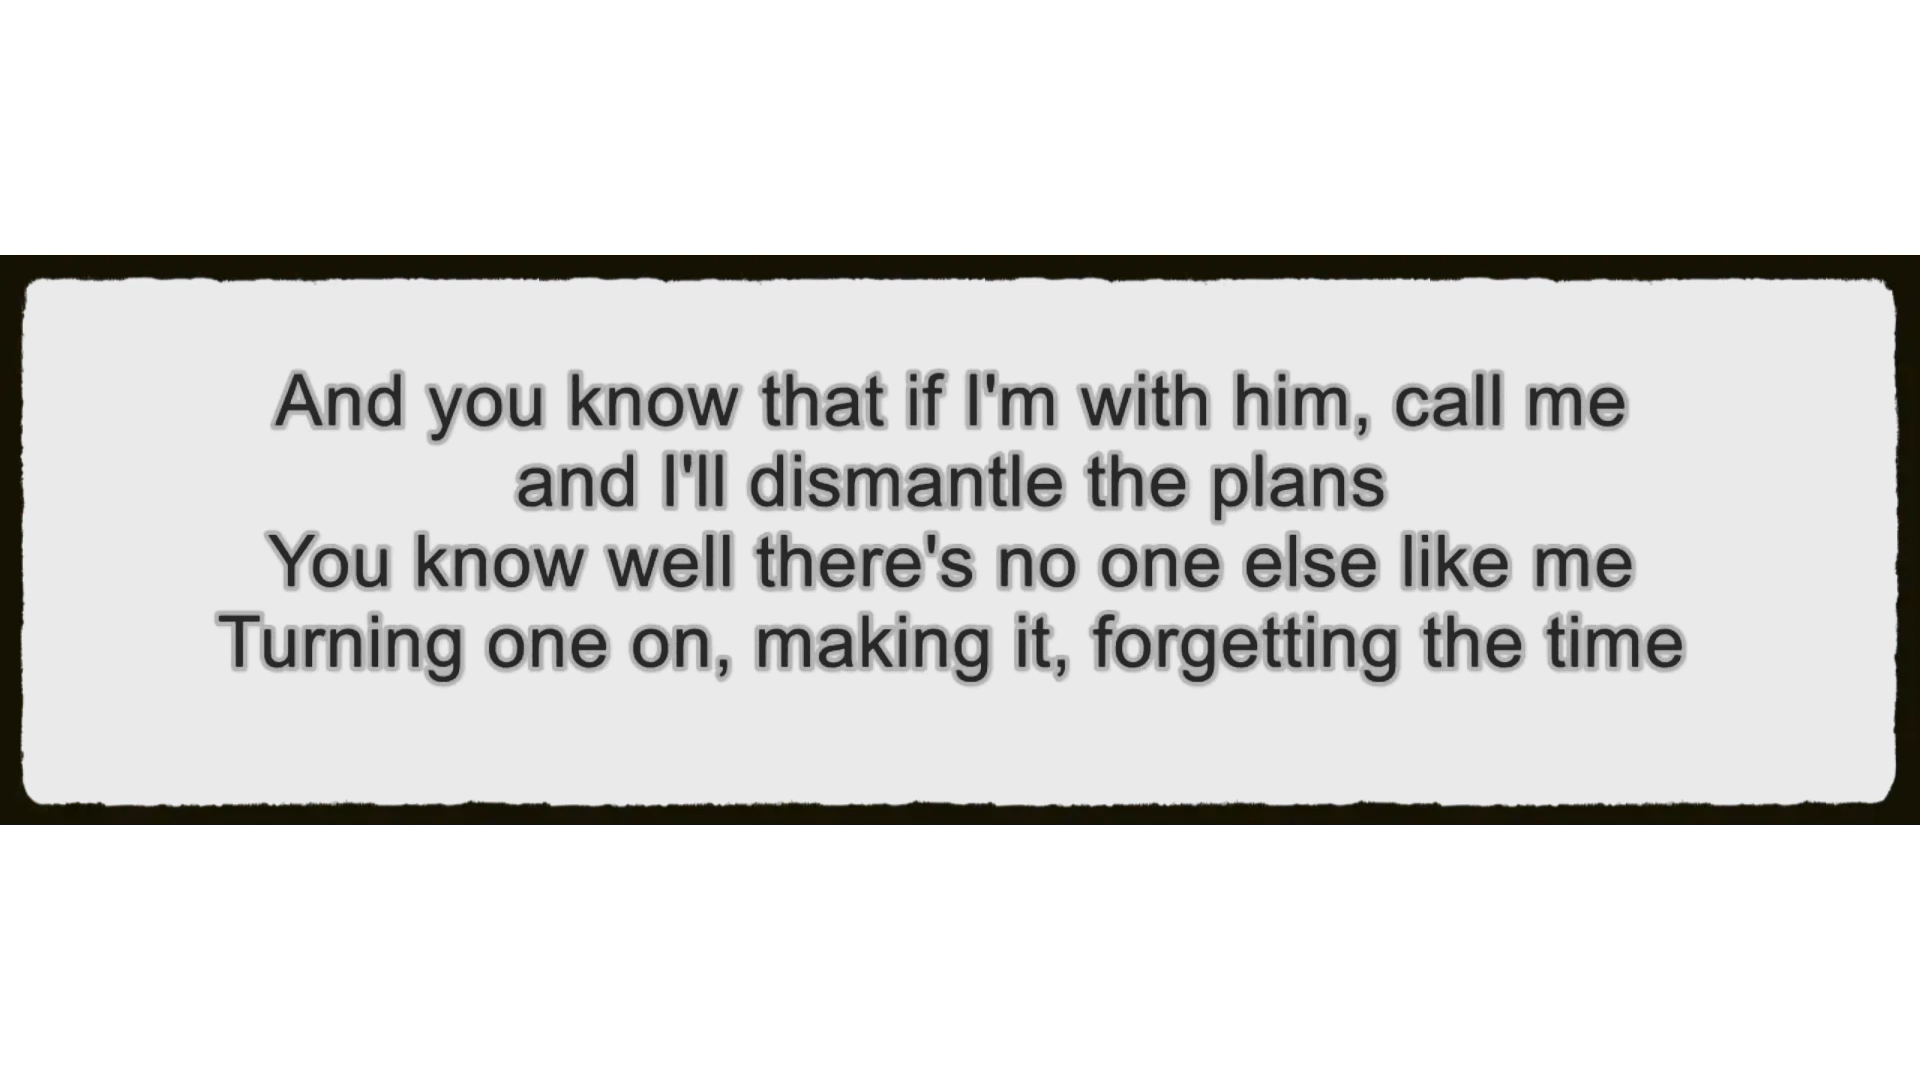 And you know that if I'm with him, call me
and I'll dismantle the plans
You know well there's no one else like me
Turning one on, making it, forgetting the time